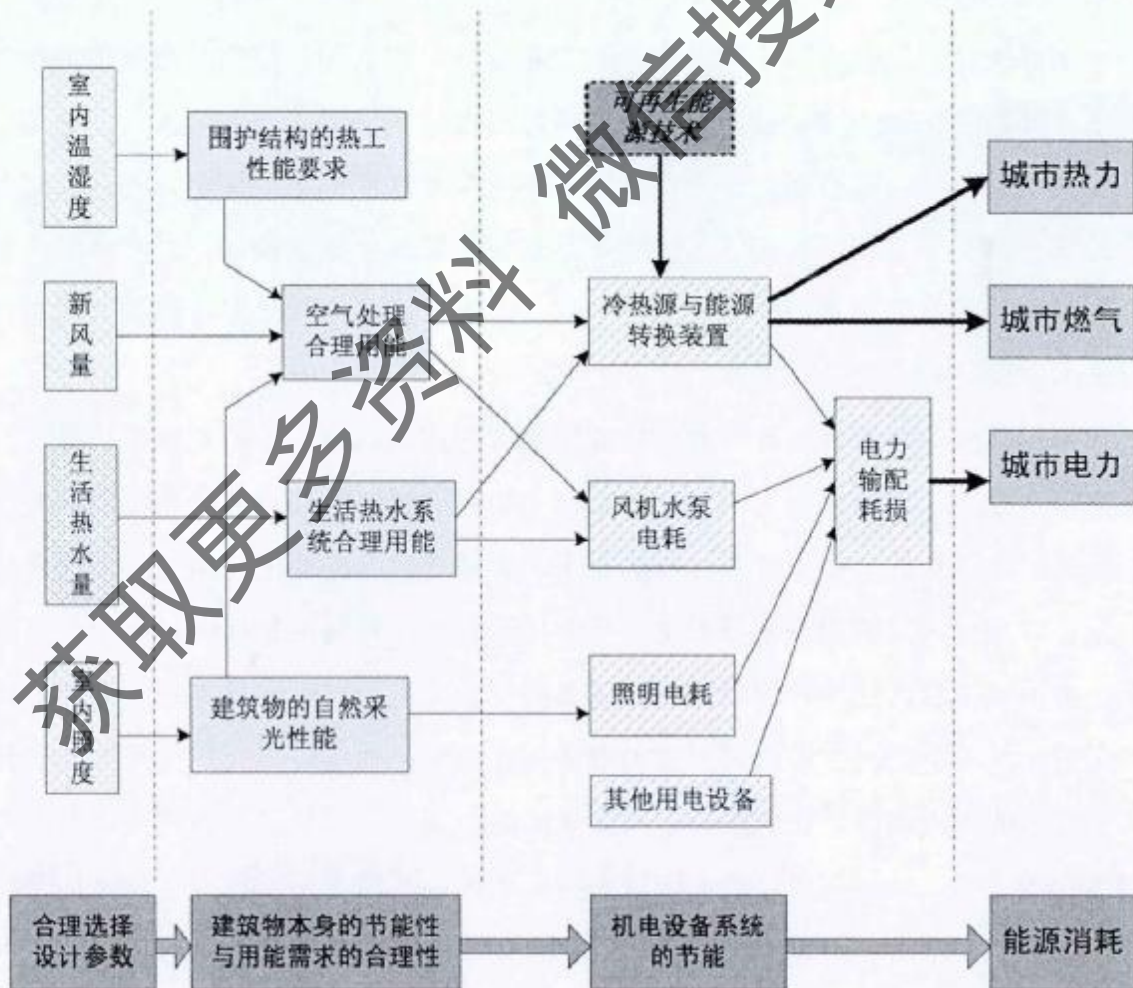 室内温湿度
围护结构的热工
性能要求
可再生能
源技术
城市热力
新风量
空气处理
合理用能
冷热源与能源
转换装置
城市燃气
生活热水量
生活热水系
统合理用能
风机水泵
电耗
电力
输配
耗损
城市电力
室内照度
建筑物的自然采
光性能
照明电耗
其他用电设备
合理选择
设计参数
建筑物本身的节能性
与用能需求的合理性
机电设备系统
的节能
能源消耗
获取更多资料 微信搜